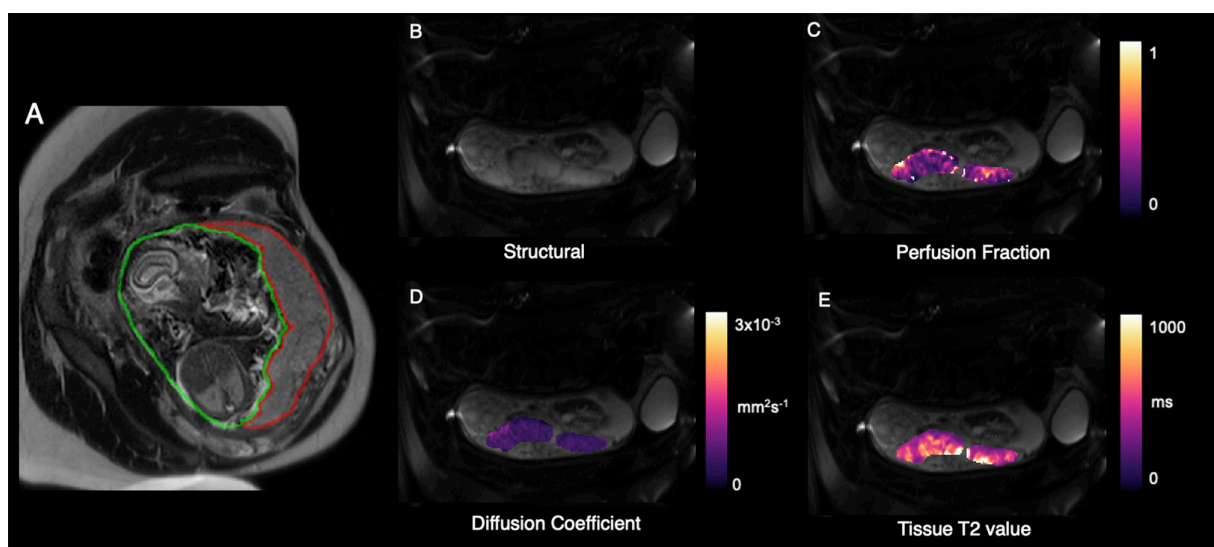 A
B
Structural
C
1
0
Perfusion Fraction
D
3x10-3
mm2s-1
0
Diffusion Coefficient
E
1000
ms
0
Tissue T2 value